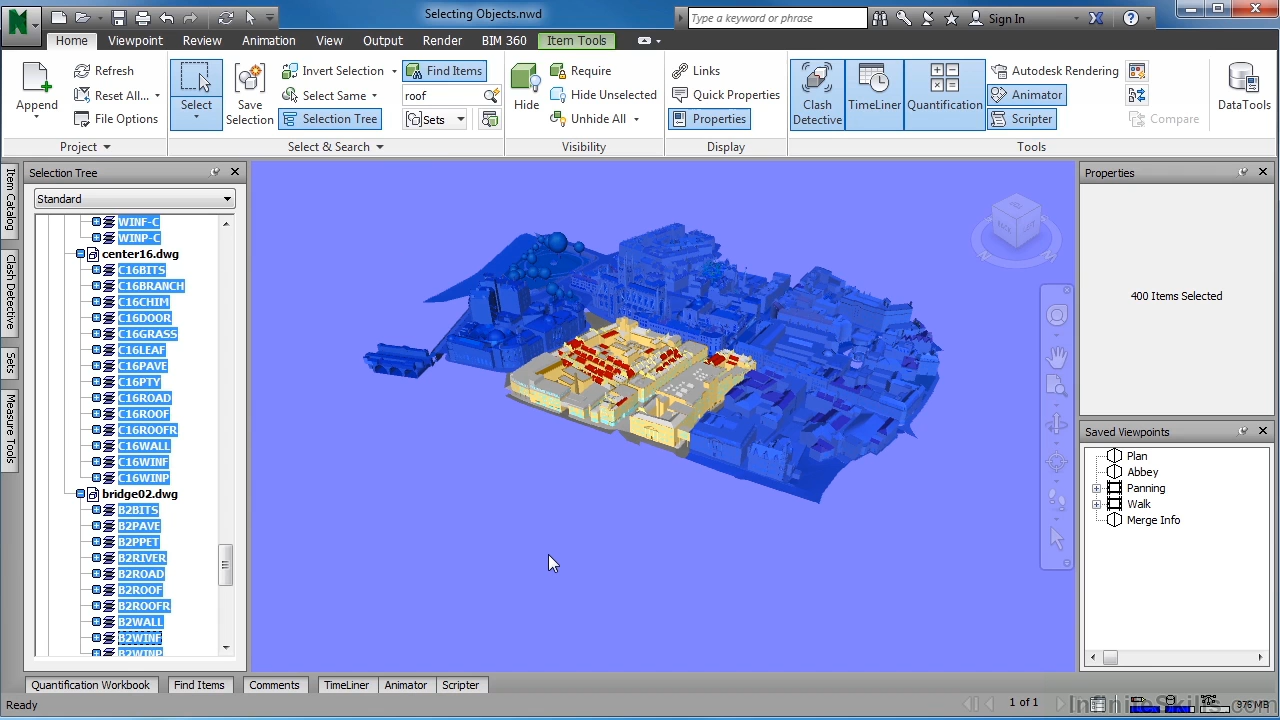 Selecting Objects.nwd
Type a keyword or phrase
Sign In
Home Viewpoint Review Animation View Output Render BIM 360 Item Tools
Append
Refresh
Reset All...
File Options
Project
Select
Save Selection
Invert Selection
Select Same
Selection Tree
Find Items
roof
Sets
Select & Search
Hide
Require
Hide Unselected
Unhide All
Visibility
Links
Quick Properties
Properties
Display
Clash Detective
TimeLiner
Quantification
Autodesk Rendering
Animator
Scripter
Compare
DataTools
Tools
Item Catalog
Clash Detective
Sets
Measure Tools
Selection Tree
Standard
WINF-C
WINP-C
center16.dwg
C16BITS
C16BRANCH
C16CHIM
C16DOOR
C16GRASS
C16LEAF
C16PAVE
C16PTY
C16ROAD
C16ROOF
C16ROOFR
C16WALL
C16WINF
C16WINP
bridge02.dwg
B2BITS
B2PAVE
B2PPET
B2RIVER
B2ROAD
B2ROOF
B2ROOFR
B2WALL
B2WINF
B2WINP
Properties
400 Items Selected
Saved Viewpoints
Plan
Abbey
Panning
Walk
Merge Info
Quantification Workbook Find Items Comments TimeLiner Animator Scripter
Ready
1 of 1
InfiniteSkills.com
976 MB